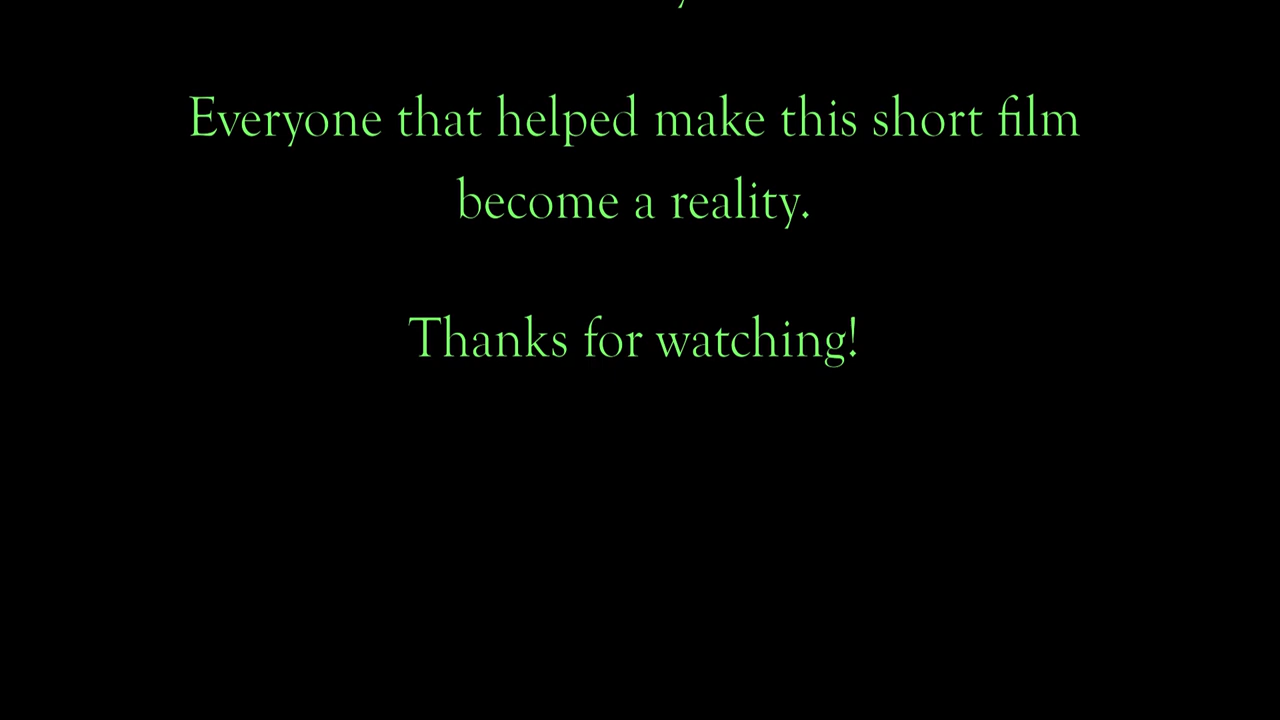 Everyone that helped make this short film
become a reality.
Thanks for watching!